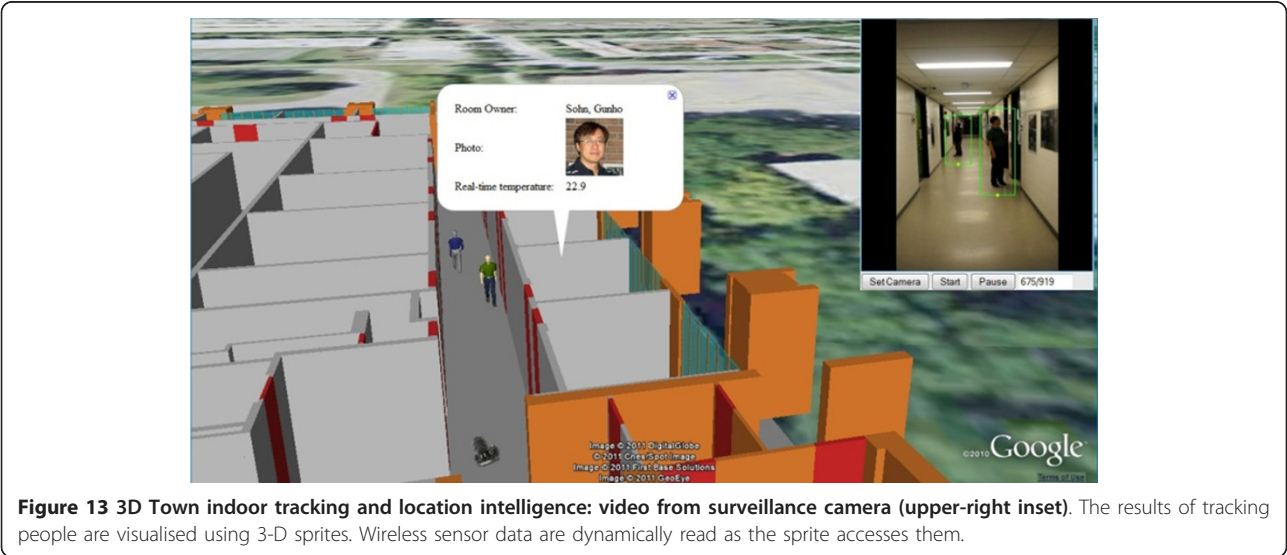 Room Owner: Sohn, Gunho
Photo:
Real-time temperature: 22.9
Set Camera Start Pause 675/919
Image © 2011 DigitalGlobe
© 2011 Cnes/Spot Image
Image © 2011 First Base Solutions
Image © 2011 GeoEye
©2010 Google
Terms of Use
Figure 13 3D Town indoor tracking and location intelligence: video from surveillance camera (upper-right inset). The results of tracking
people are visualised using 3-D sprites. Wireless sensor data are dynamically read as the sprite accesses them.